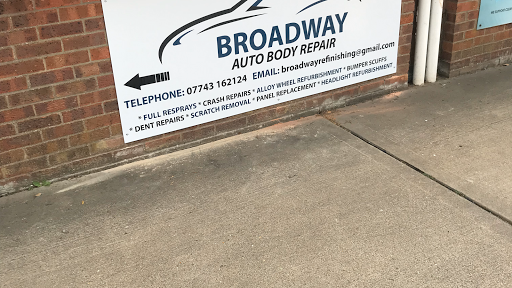 BROADWAY
AUTO BODY REPAIR
TELEPHONE: 07743 162124 EMAIL: broadwayrefinishing@gmail.com
* FULL RESPRAYS * CRASH REPAIRS * ALLOY WHEEL REFURBISHMENT * BUMPER SCUFFS
* DENT REPAIRS * SCRATCH REMOVAL * PANEL REPLACEMENT * HEADLIGHT REFURBISHMENT